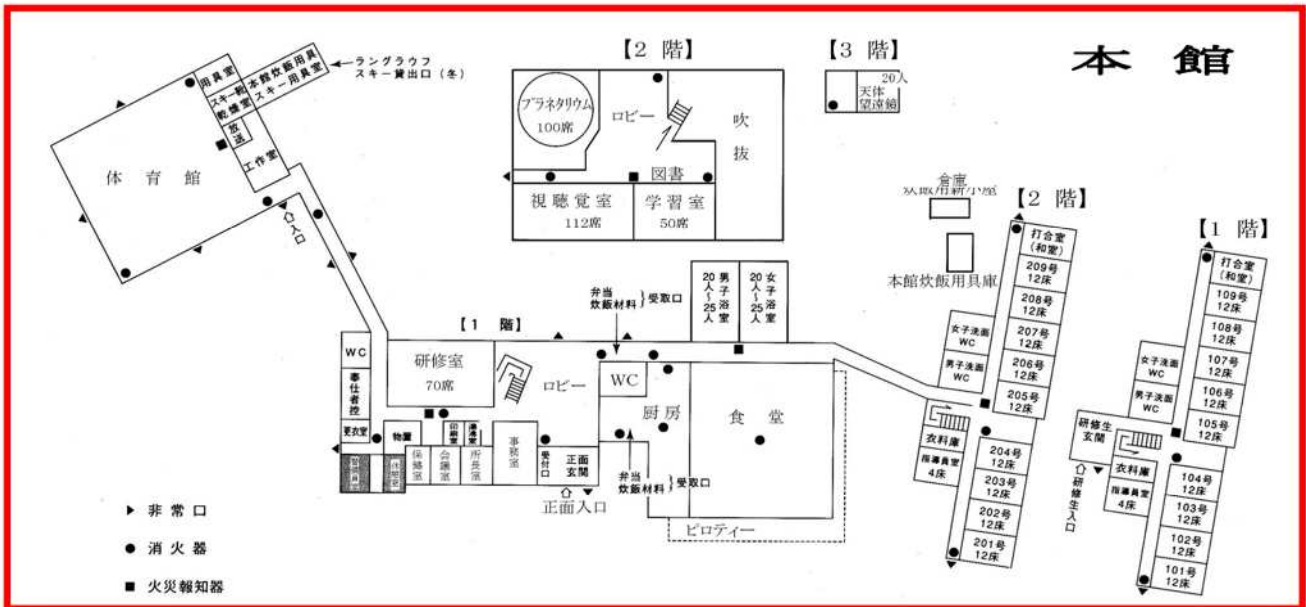 本館
【2 階】
【3 階】
ラングラウフ
スキー貸出口 (冬)
用具室
本館炊飯用具
スキー用具室
スキー靴
乾燥室
放送
工作室
体育館
入口
プラネタリウム
100席
ロビー
吹抜
図書
視聴覚室
112席
学習室
50席
20人
天体
望遠鏡
倉庫
本館炊飯用具庫
【2 階】
打合室
(和室)
209号
12床
208号
12床
207号
12床
206号
12床
205号
12床
女子洗面
WC
男子洗面
WC
衣料庫
指導員室
4床
204号
12床
203号
12床
202号
12床
201号
12床
【1 階】
打合室
(和室)
109号
12床
108号
12床
107号
12床
106号
12床
105号
12床
女子洗面
WC
男子洗面
WC
研修生
玄関
研修生入口
衣料庫
指導員室
4床
104号
12床
103号
12床
102号
12床
101号
12床
【1 階】
弁当
炊飯材料}受取口
男子浴室
20人~25人
女子浴室
20人~25人
WC
奉仕者控
更衣室
研修室
70席
ロビー
WC
厨房
食堂
物置
印刷室
保修室
会議室
所長室
事務室
受付口
正面
玄関
正面入口
弁当
炊飯材料}受取口
ピロティー
▶ 非常口
● 消火器
■ 火災報知器